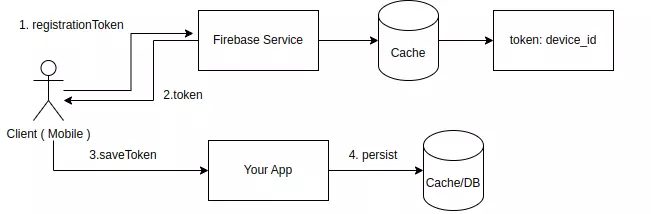 1. registrationToken
Firebase Service
Cache
token: device_id
2.token
Client ( Mobile )
3.saveToken
Your App
4. persist
Cache/DB